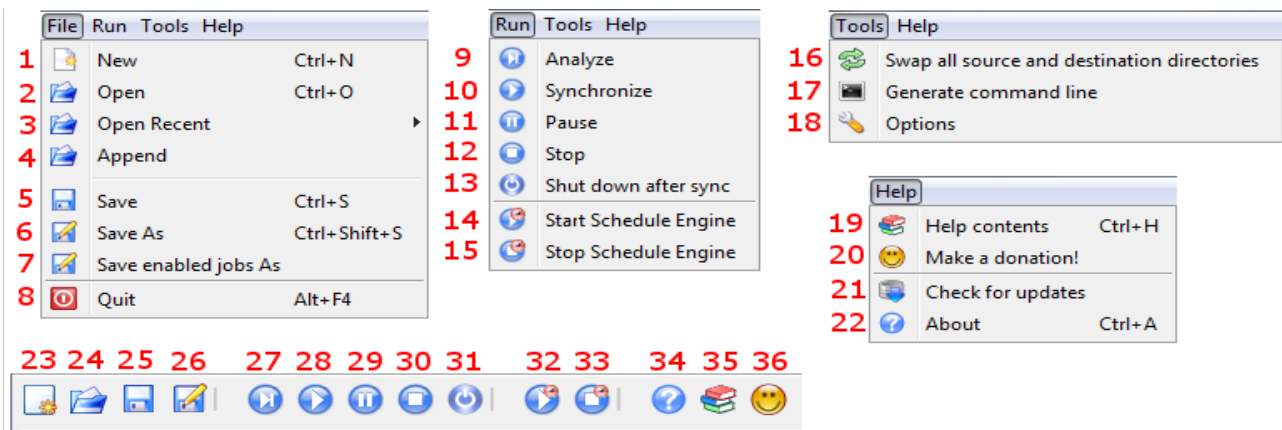 File Run Tools Help
1 New Ctrl+N
2 Open Ctrl+O
3 Open Recent
4 Append
5 Save Ctrl+S
6 Save As Ctrl+Shift+S
7 Save enabled jobs As
8 Quit Alt+F4
Run Tools Help
9 Analyze
10 Synchronize
11 Pause
12 Stop
13 Shut down after sync
14 Start Schedule Engine
15 Stop Schedule Engine
Tools Help
16 Swap all source and destination directories
17 Generate command line
18 Options
Help
19 Help contents Ctrl+H
20 Make a donation!
21 Check for updates
22 About Ctrl+A
23 24 25 26 27 28 29 30 31 32 33 34 35 36